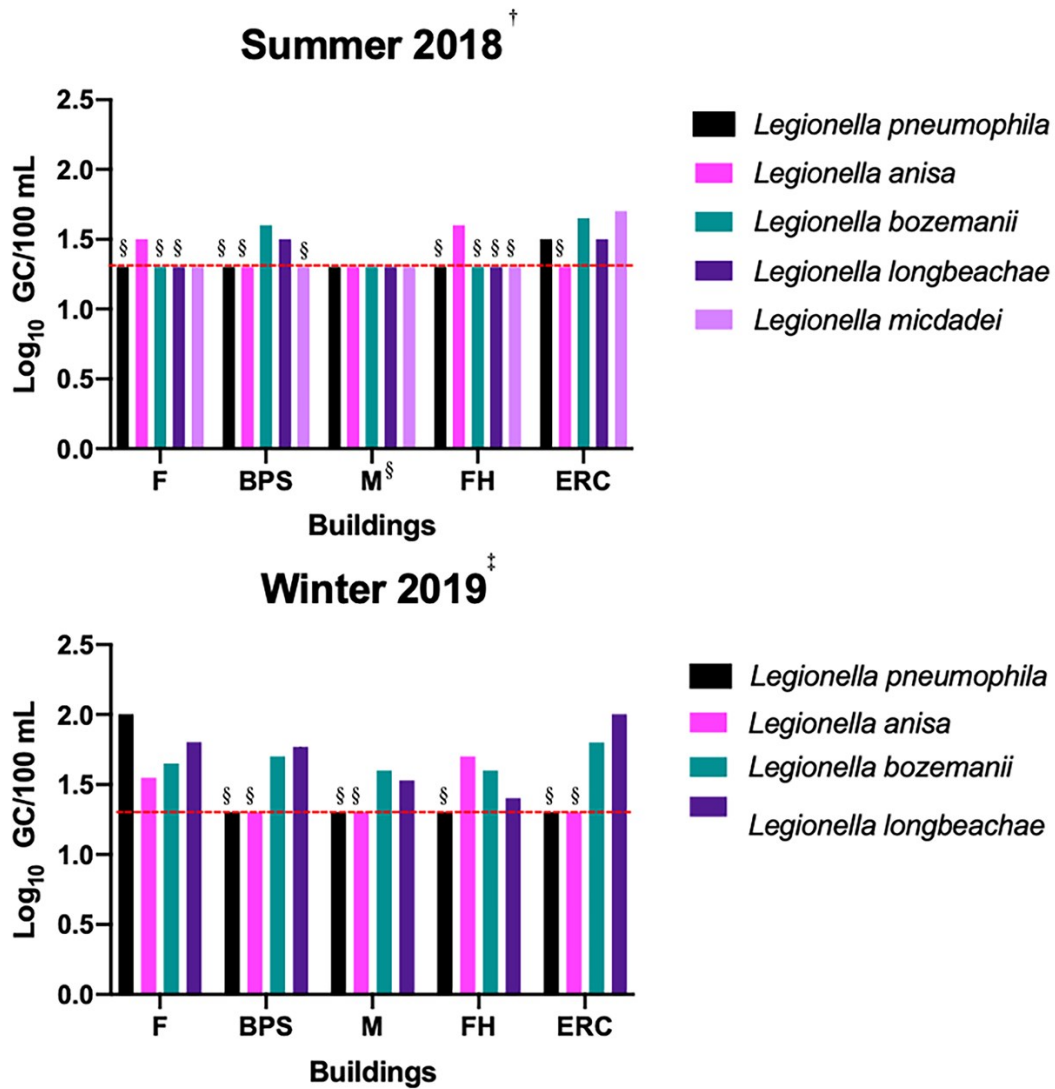 Summer 2018†
Log₁₀ GC/100 mL
2.5
2.0
1.5
1.0
0.5
0.0
§ § § § § § § § § § §
F BPS M§ FH ERC
Buildings
Legionella pneumophila
Legionella anisa
Legionella bozemanii
Legionella longbeachae
Legionella micdadei
Winter 2019‡
Log₁₀ GC/100 mL
2.5
2.0
1.5
1.0
0.5
0.0
§ § § § § § §
F BPS M FH ERC
Buildings
Legionella pneumophila
Legionella anisa
Legionella bozemanii
Legionella longbeachae